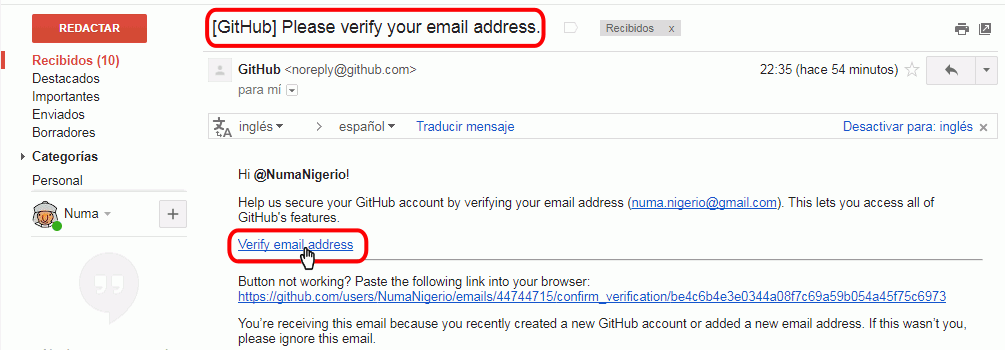 REDACTAR
Recibidos (10)
Destacados
Importantes
Enviados
Borradores
Categorías
Personal
Numa
+
[GitHub] Please verify your email address.
Recibidos x
GitHub <noreply@github.com>
22:35 (hace 54 minutos)
para mí
inglés > español Traducir mensaje Desactivar para: inglés x
Hi @NumaNigerio!
Help us secure your GitHub account by verifying your email address (numa.nigerio@gmail.com). This lets you access all of
GitHub's features.
Verify email address
Button not working? Paste the following link into your browser:
https://github.com/users/NumaNigerio/emails/44744715/confirm_verification/be4c6b4e3e0344a08f7c69a59b054a45f75c6973
You're receiving this email because you recently created a new GitHub account or added a new email address. If this wasn't you,
please ignore this email.